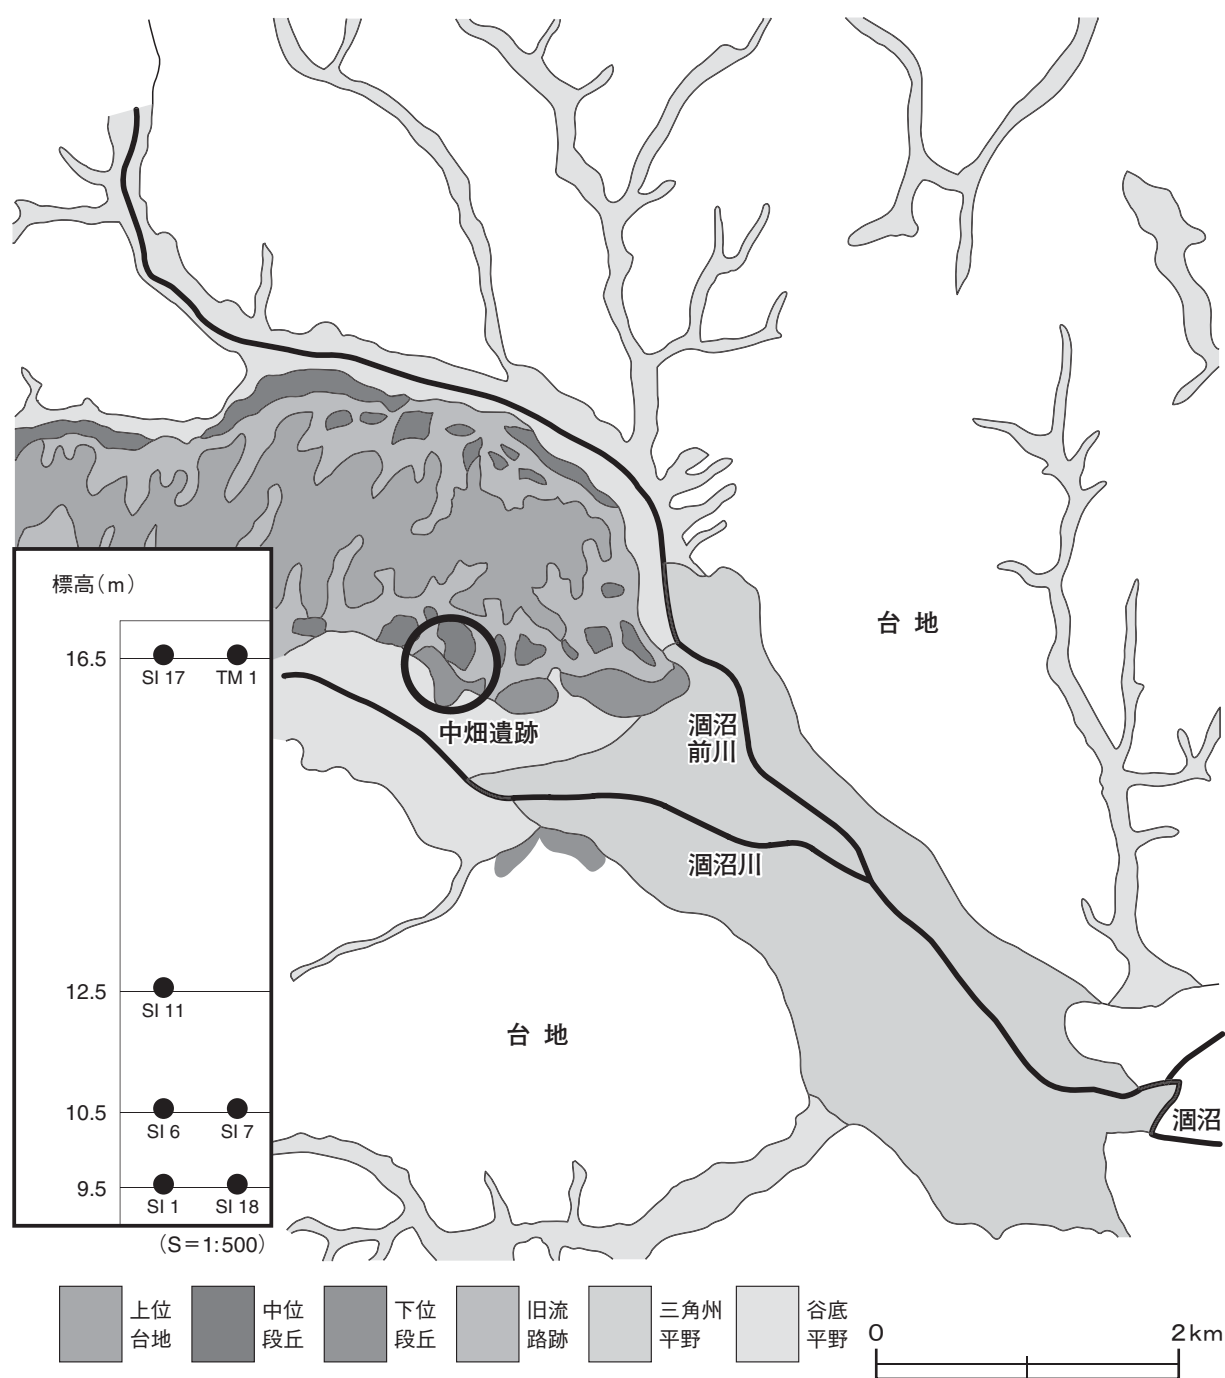 標高(m)
16.5
SI 17
TM 1
12.5
SI 11
10.5
SI 6
SI 7
9.5
SI 1
SI 18
(S=1:500)
台 地
中畑遺跡
涸沼
前川
涸沼川
台 地
涸沼
上位
台地
中位
段丘
下位
段丘
旧流
路跡
三角州
平野
谷底
平野
0
2km